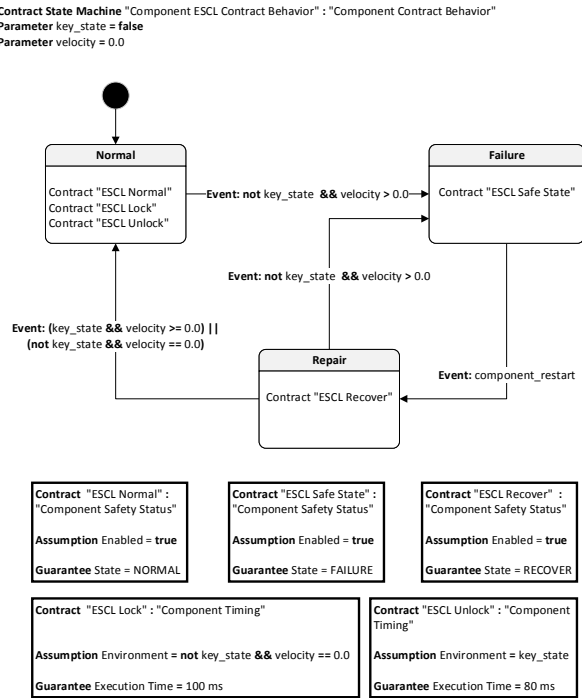 Contract State Machine "Component ESCL Contract Behavior" : "Component Contract Behavior"
Parameter key_state = false
Parameter velocity = 0.0
Normal
Contract "ESCL Normal"
Contract "ESCL Lock"
Contract "ESCL Unlock"
Event: not key_state && velocity > 0.0
Failure
Contract "ESCL Safe State"
Event: not key_state && velocity > 0.0
Event: (key_state && velocity >= 0.0) ||
(not key_state && velocity == 0.0)
Repair
Contract "ESCL Recover"
Event: component_restart
Contract "ESCL Normal" :
"Component Safety Status"
Assumption Enabled = true
Guarantee State = NORMAL
Contract "ESCL Safe State" :
"Component Safety Status"
Assumption Enabled = true
Guarantee State = FAILURE
Contract "ESCL Recover" :
"Component Safety Status"
Assumption Enabled = true
Guarantee State = RECOVER
Contract "ESCL Lock" : "Component Timing"
Assumption Environment = not key_state && velocity == 0.0
Guarantee Execution Time = 100 ms
Contract "ESCL Unlock" : "Component
Timing"
Assumption Environment = key_state
Guarantee Execution Time = 80 ms